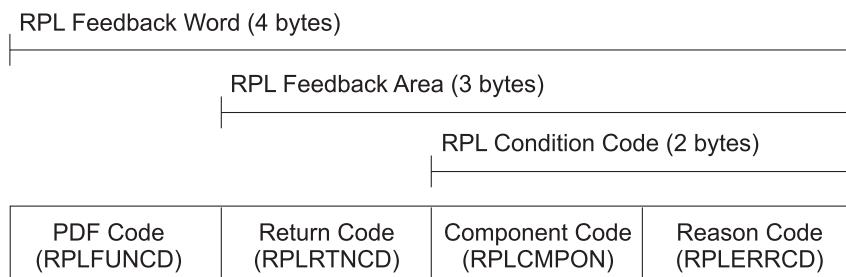 RPL Feedback Word (4 bytes)
RPL Feedback Area (3 bytes)
RPL Condition Code (2 bytes)
PDF Code
(RPLFUNCD)
Return Code
(RPLRTNCD)
Component Code
(RPLCMPON)
Reason Code
(RPLERRCD)